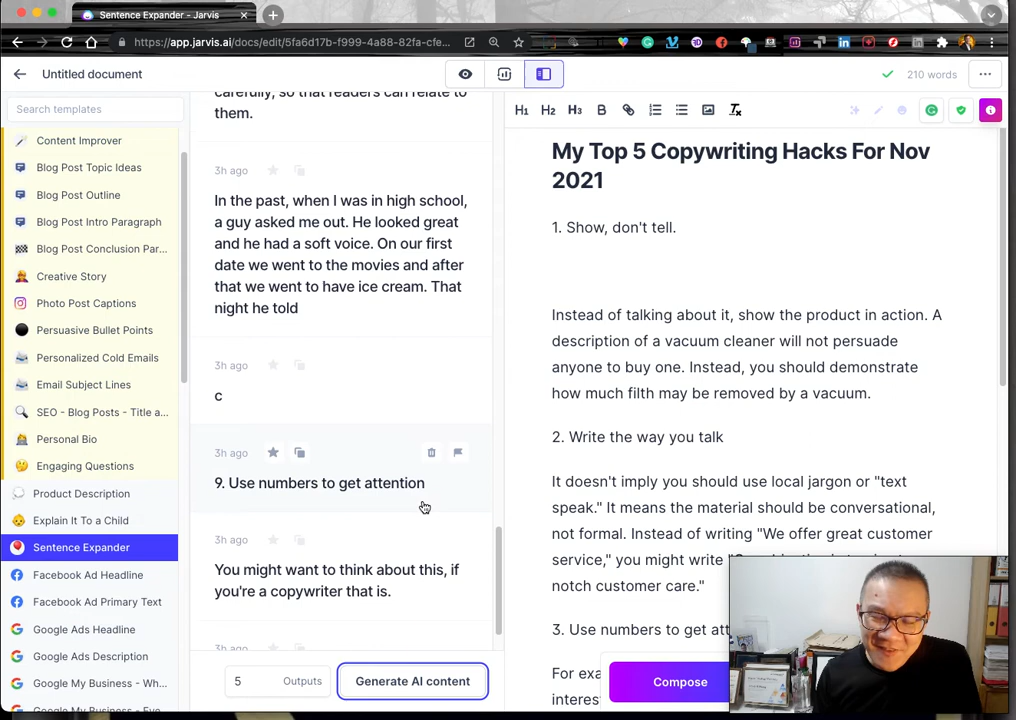 Sentence Expander - Jarvis
https://app.jarvis.ai/docs/edit/5fa6d17b-f999-4a88-82fa-cfe...
Untitled document
210 words
Search templates
Content Improver
Blog Post Topic Ideas
Blog Post Outline
Blog Post Intro Paragraph
Blog Post Conclusion Par...
Creative Story
Photo Post Captions
Persuasive Bullet Points
Personalized Cold Emails
Email Subject Lines
SEO - Blog Posts - Title a...
Personal Bio
Engaging Questions
Product Description
Explain It To a Child
Sentence Expander
Facebook Ad Headline
Facebook Ad Primary Text
Google Ads Headline
Google Ads Description
Google My Business - Wh...
Google My Business - Eve
carefully, so that readers can relate to
them.
3h ago
In the past, when I was in high school,
a guy asked me out. He looked great
and he had a soft voice. On our first
date we went to the movies and after
that we went to have ice cream. That
night he told
3h ago
c
3h ago
9. Use numbers to get attention
3h ago
You might want to think about this, if
you're a copywriter that is.
3h ago
5 Outputs
Generate AI content
H1 H2 H3 B
My Top 5 Copywriting Hacks For Nov
2021
1. Show, don't tell.
Instead of talking about it, show the product in action. A
description of a vacuum cleaner will not persuade
anyone to buy one. Instead, you should demonstrate
how much filth may be removed by a vacuum.
2. Write the way you talk
It doesn't imply you should use local jargon or "text
speak." It means the material should be conversational,
not formal. Instead of writing "We offer great customer
service," you might write
notch customer care."
3. Use numbers to get att
For exa
interes
Compose